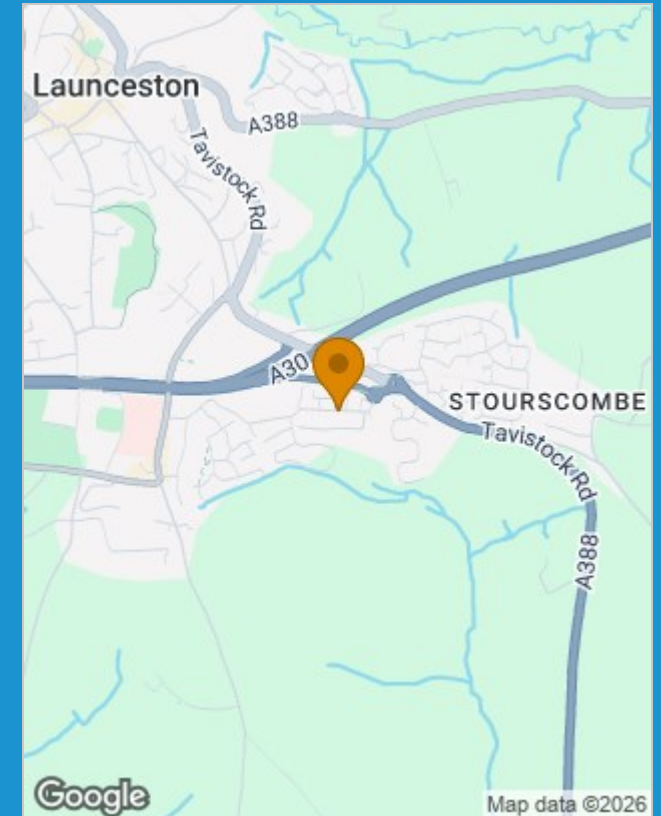 Launceston
A388
Tavistock Rd
A30
STOURSCOMBE
Tavistock Rd
A388
Google
Map data ©2026